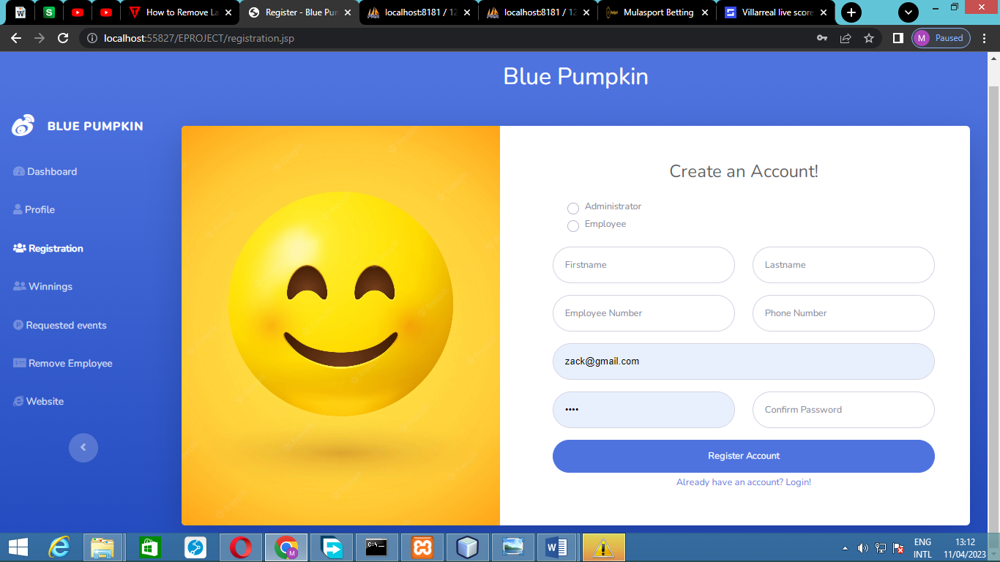 How to Remove La
Register - Blue Pur
localhost:8181 / 12
localhost:8181 / 12
Mulasport Betting
Villarreal live score
localhost:55827/EPROJECT/registration.jsp
M
Paused
Blue Pumpkin
BLUE PUMPKIN
Dashboard
Profile
Registration
Winnings
Requested events
Remove Employee
Website
Create an Account!
Administrator
Employee
Firstname
Lastname
Employee Number
Phone Number
zack@gmail.com
Confirm Password
Register Account
Already have an account? Login!
ENG
INTL
13:12
11/04/2023